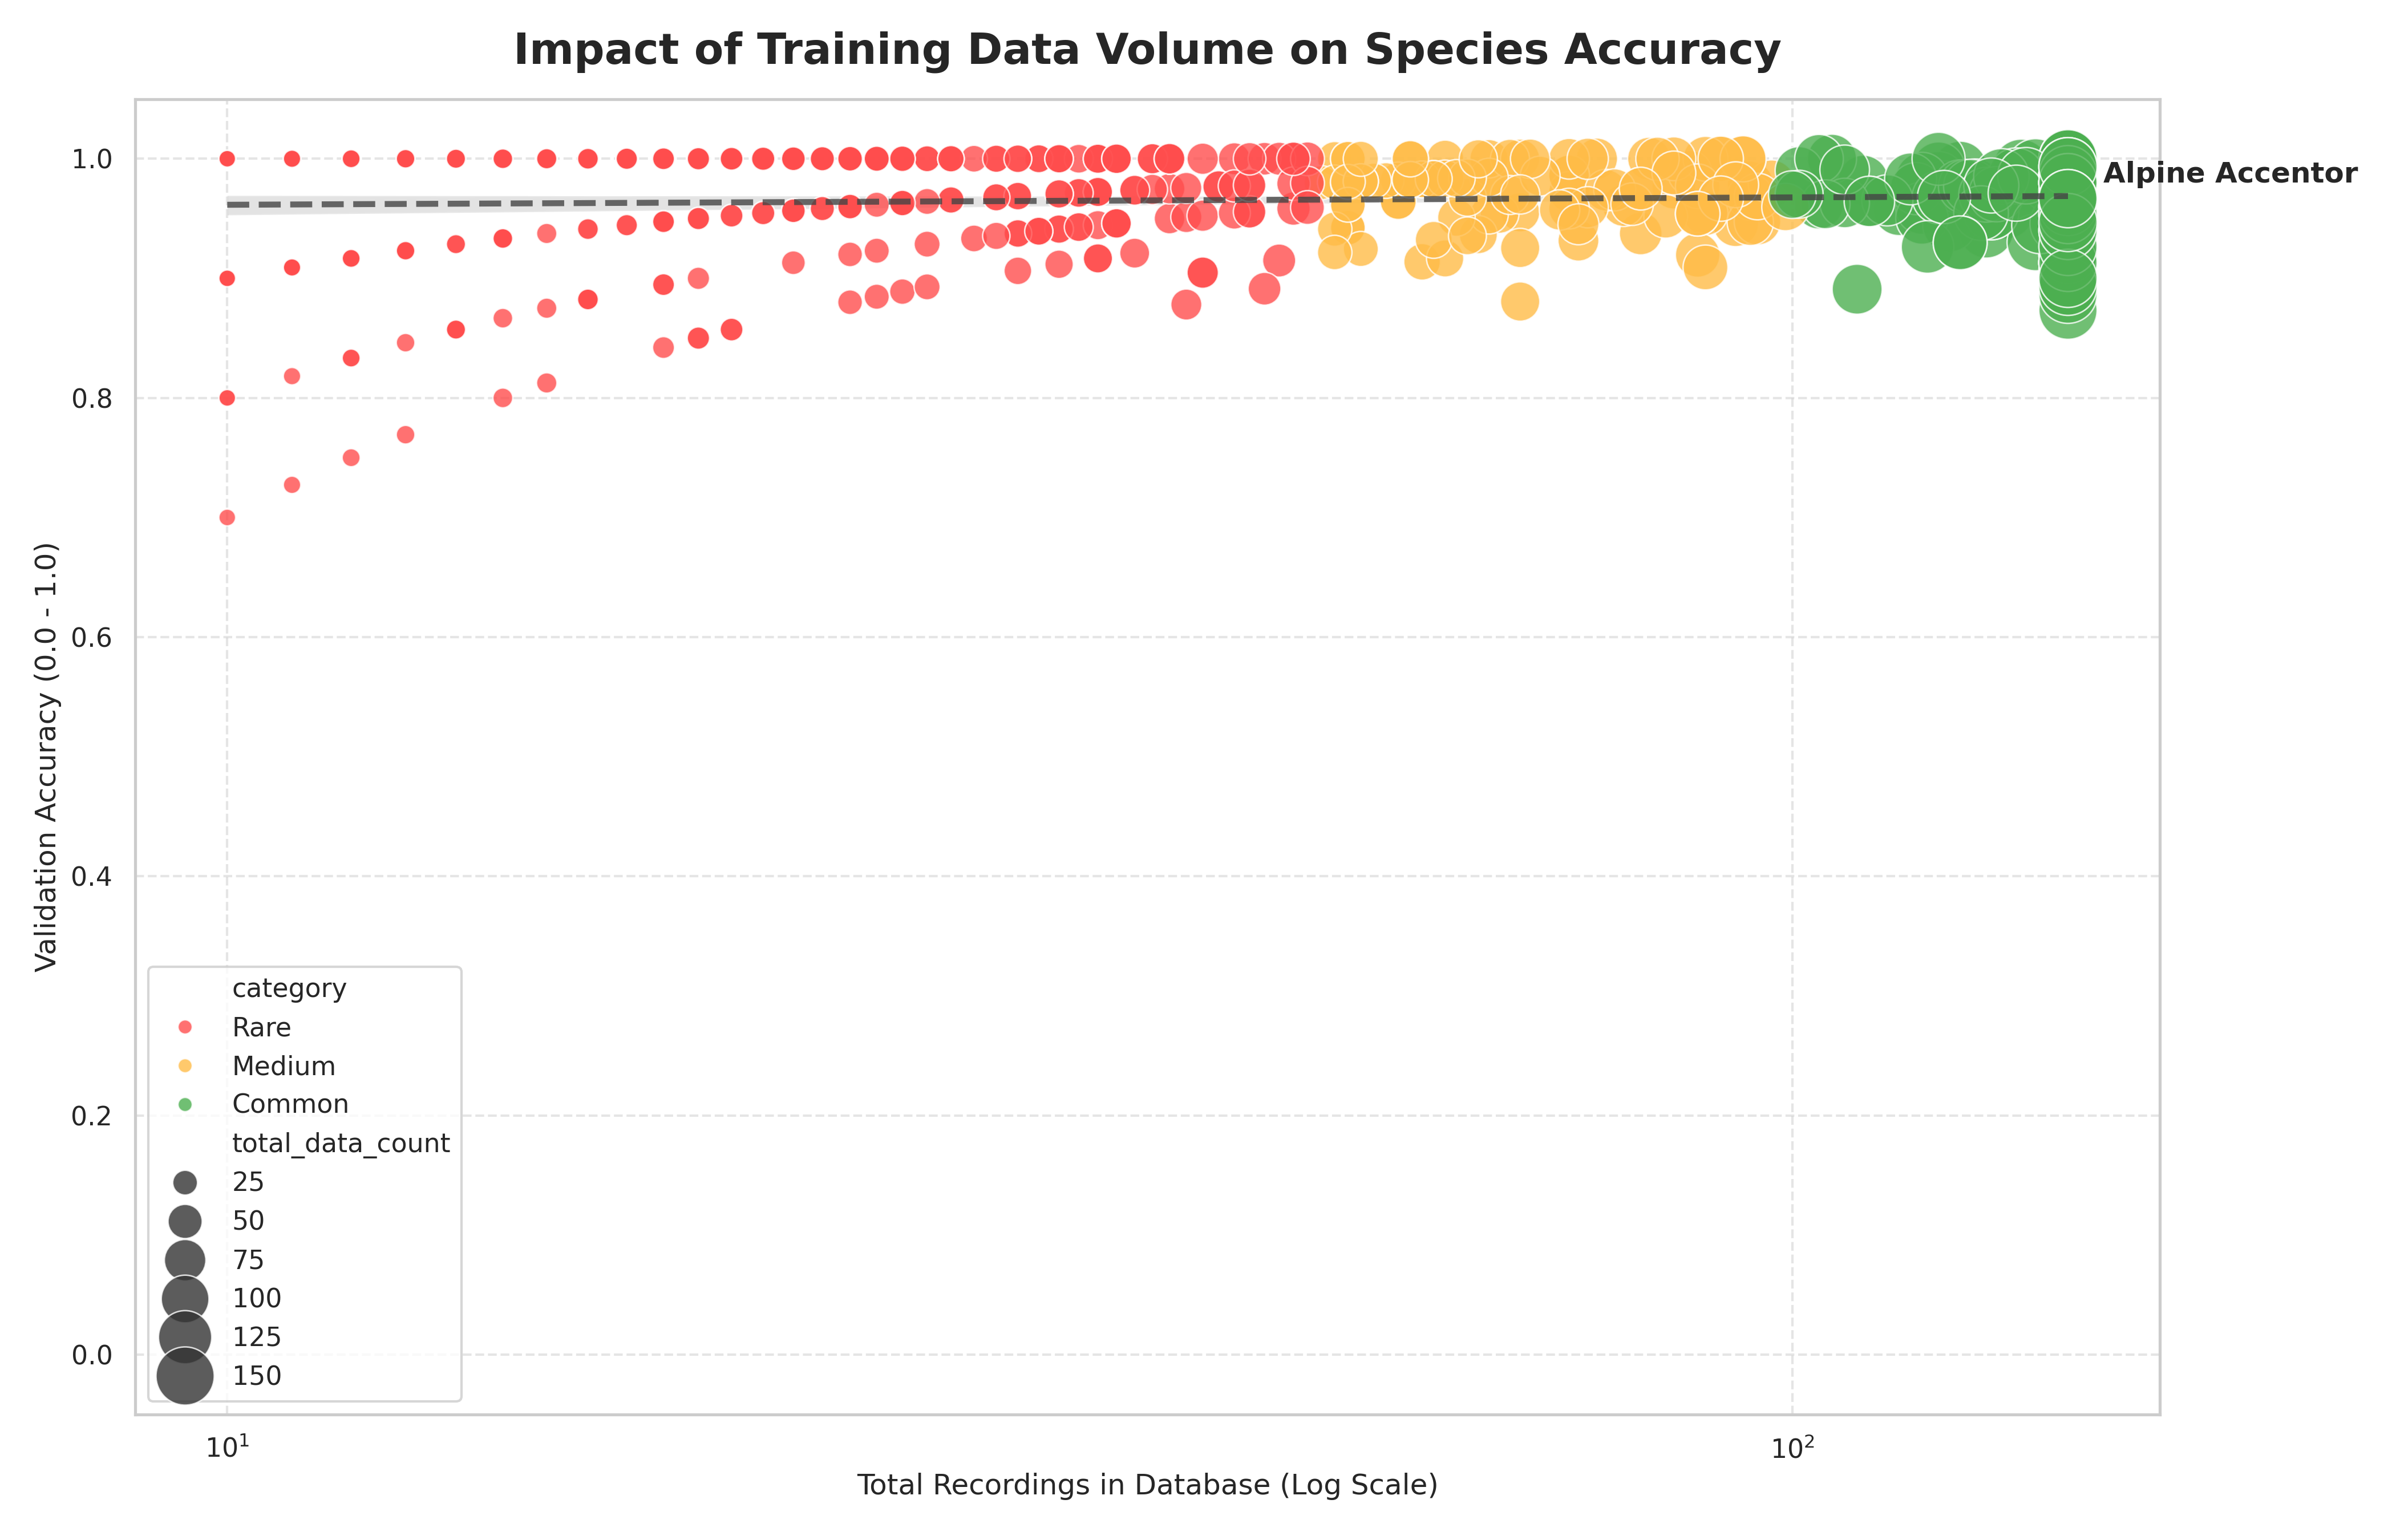 Impact of Training Data Volume on Species Accuracy
Alpine Accentor
Validation Accuracy (0.0 - 1.0)
1.0
0.8
0.6
0.4
0.2
0.0
category
Rare
Medium
Common
total_data_count
25
50
75
100
125
150
10¹
10²
Total Recordings in Database (Log Scale)